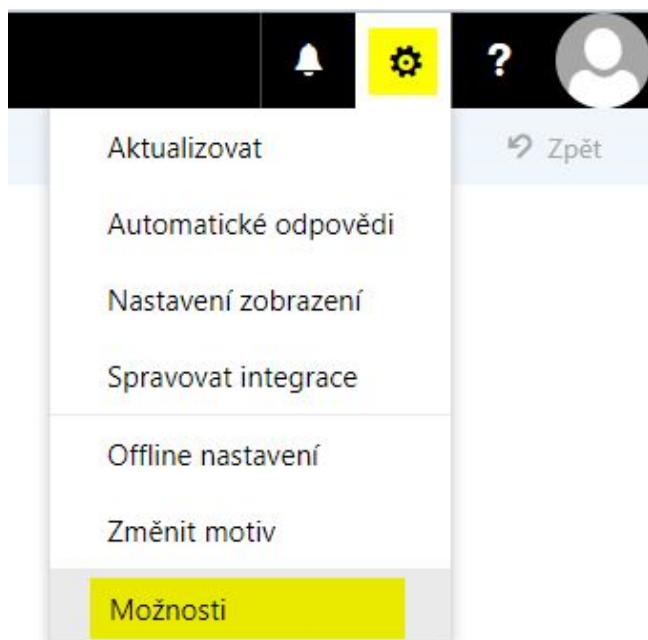 ?
Aktualizovat
Zpět
Automatické odpovědi
Nastavení zobrazení
Spravovat integrace
Offline nastavení
Změnit motiv
Možnosti